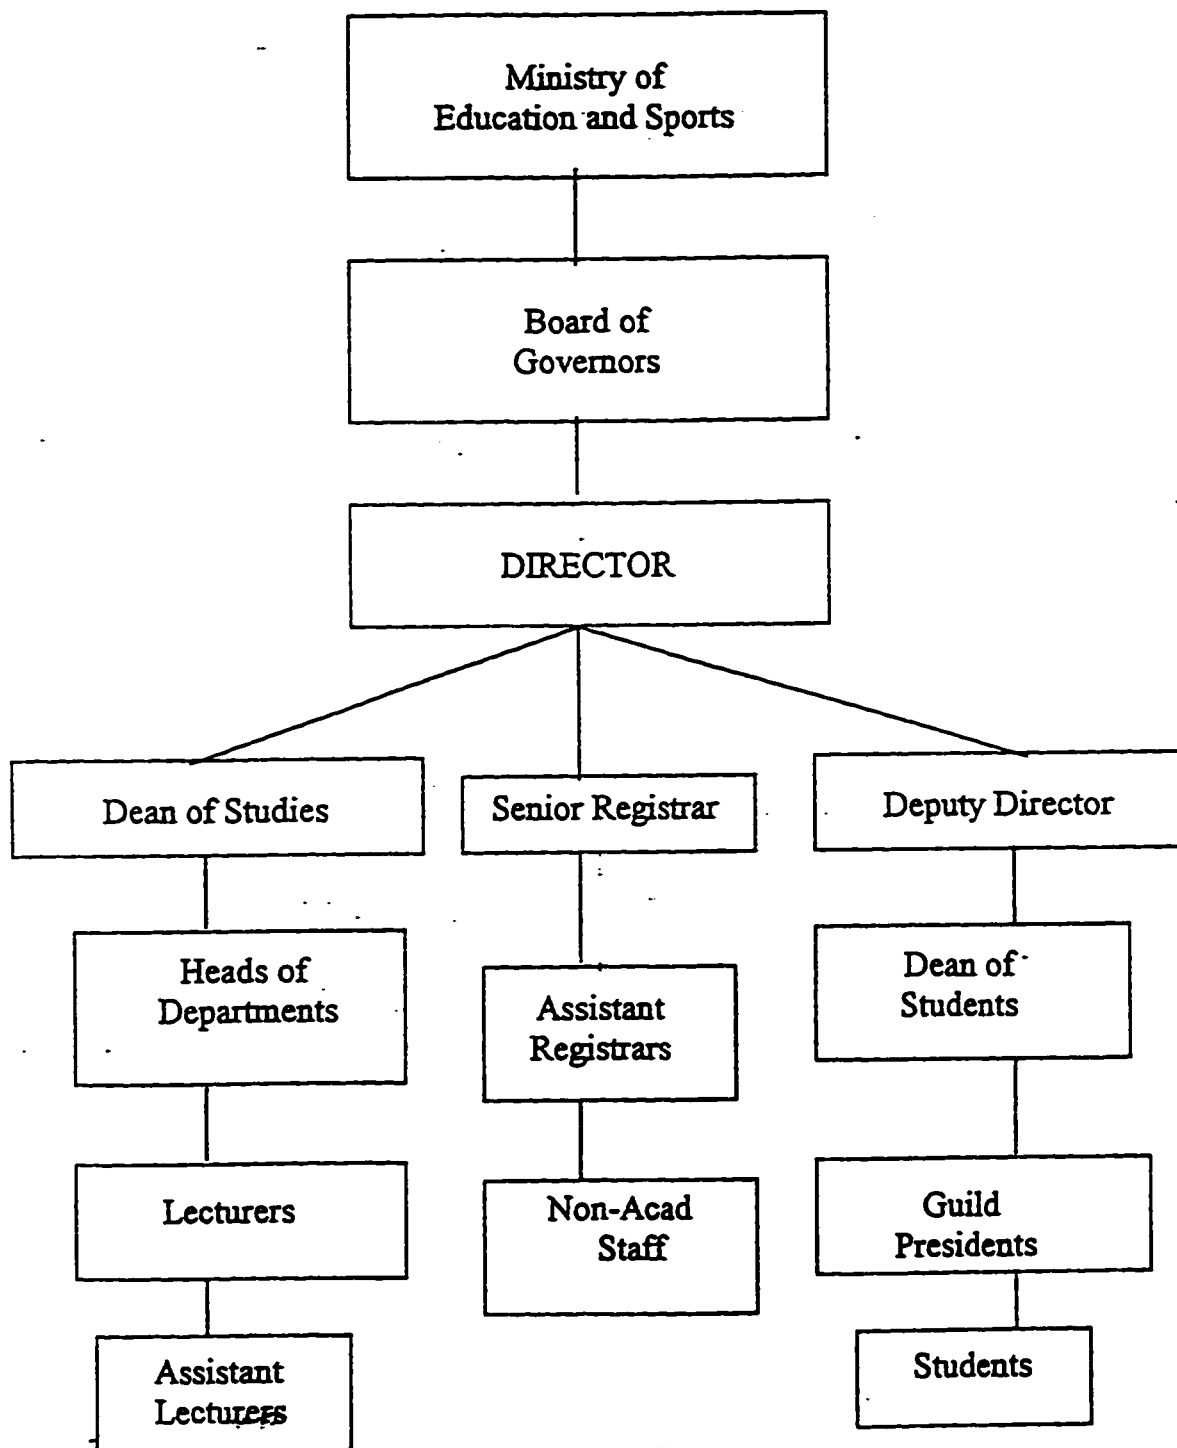 Ministry of
Education and Sports
Board of
Governors
DIRECTOR
Dean of Studies
Senior Registrar
Deputy Director
Heads of
Departments
Assistant
Registrars
Dean of
Students
Lecturers
Non-Acad
Staff
Guild
Presidents
Assistant
Lecturers
Students